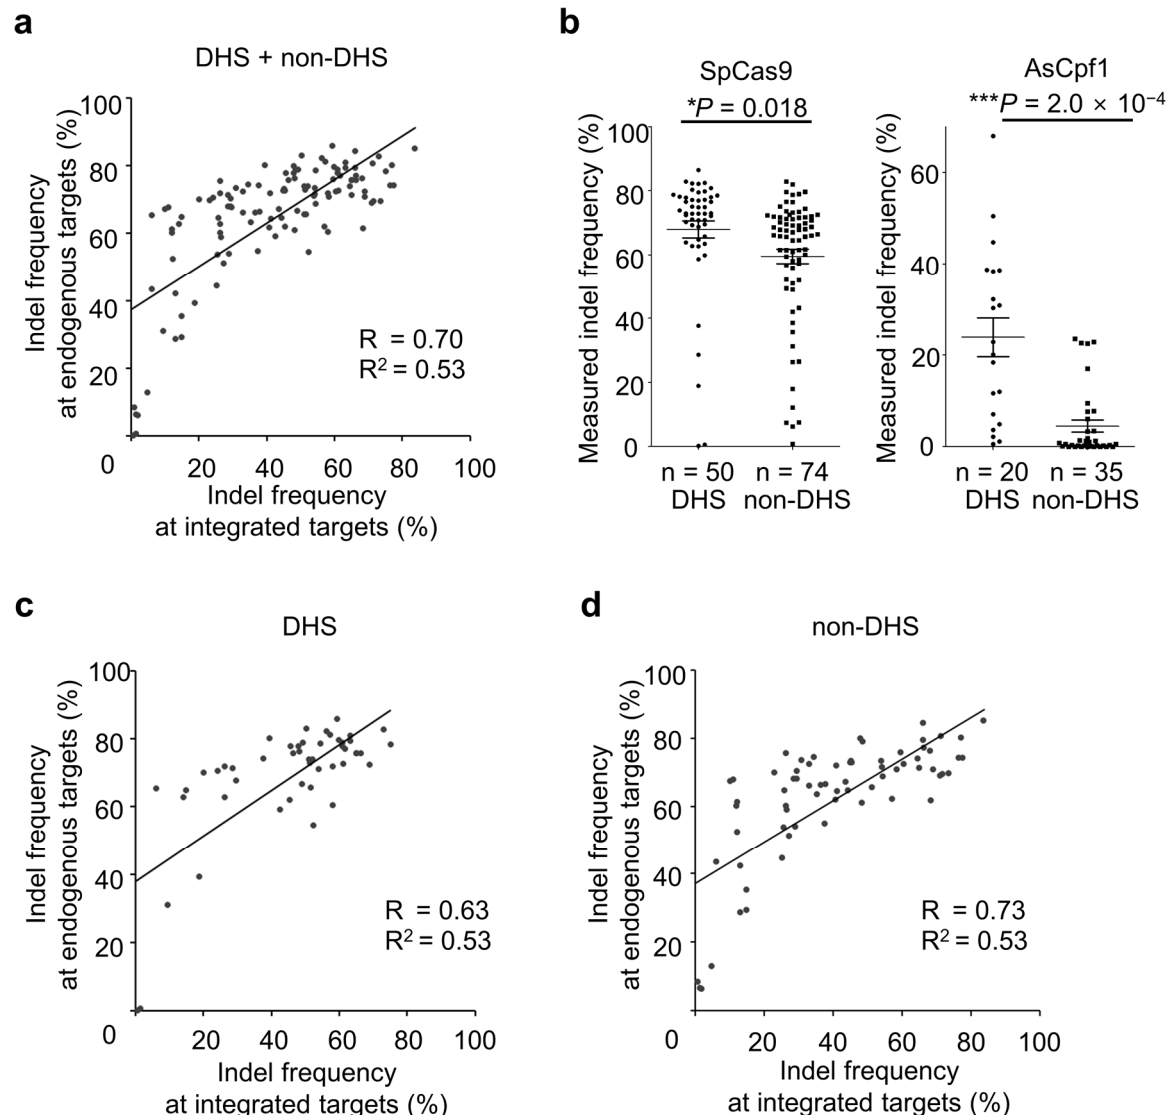 a
DHS + non-DHS
Indel frequency
at endogenous targets (%)
100
80
60
40
20
0
20
40
60
80
100
R = 0.70
R² = 0.53
Indel frequency
at integrated targets (%)
b
SpCas9
*P = 0.018
Measured indel frequency (%)
100
80
60
40
20
0
n = 50
DHS
n = 74
non-DHS
AsCpf1
***P = 2.0 × 10⁻⁴
Measured indel frequency (%)
60
40
20
0
n = 20
DHS
n = 35
non-DHS
c
DHS
Indel frequency
at endogenous targets (%)
100
80
60
40
20
0
20
40
60
80
100
R = 0.63
R² = 0.53
Indel frequency
at integrated targets (%)
d
non-DHS
Indel frequency
at endogenous targets (%)
100
80
60
40
20
0
20
40
60
80
100
R = 0.73
R² = 0.53
Indel frequency
at integrated targets (%)